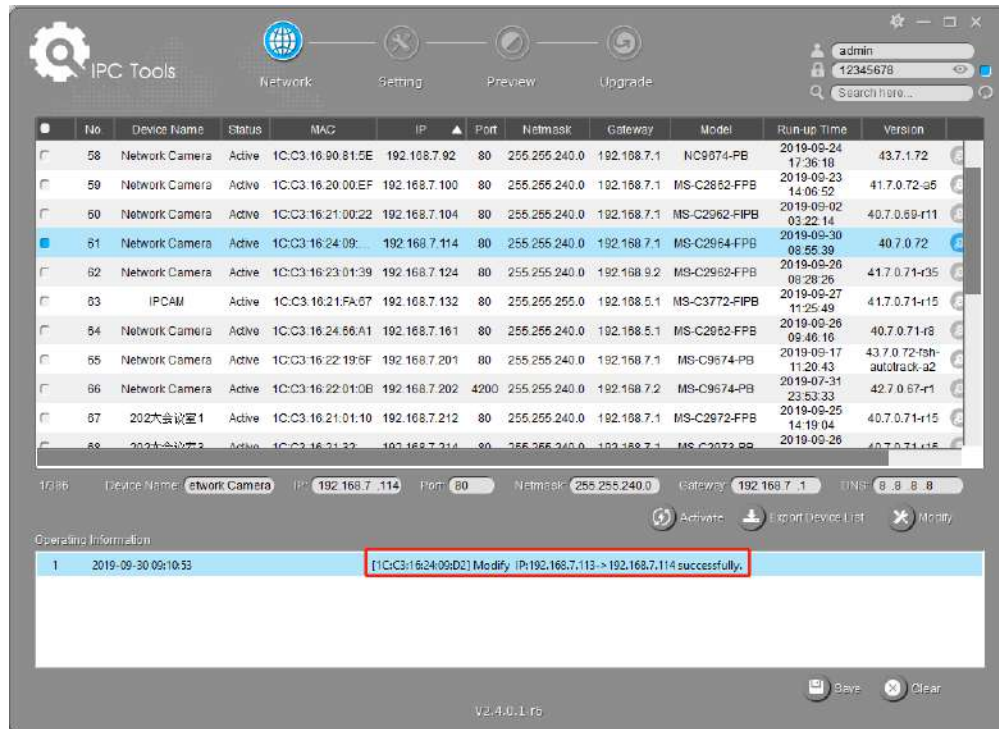 IPC Tools
Network Setting Preview Upgrade
admin
12345678
Search here...
No Device Name Status MAC IP Port Netmask Gateway Model Run-up Time Version
58 Network Camera Active 1C:C3:16:90:81:5E 192.168.7.92 80 255.255.240.0 192.168.7.1 NC9674-PB 2019-09-24 17:36:18 43.7.1.72
59 Network Camera Active 1C:C3:16:20:00:EF 192.168.7.100 80 255.255.240.0 192.168.7.1 MS-C2862-FPB 2019-09-23 14:06:52 41.7.0.72-a5
60 Network Camera Active 1C:C3:16:21:00:22 192.168.7.104 80 255.255.240.0 192.168.7.1 MS-C2962-FIPB 2019-09-02 03:22:14 40.7.0.69-r11
61 Network Camera Active 1C:C3:16:24:09:... 192.168.7.114 80 255.255.240.0 192.168.7.1 MS-C2964-FPB 2019-09-30 08:55:39 40.7.0.72
62 Network Camera Active 1C:C3:16:23:01:39 192.168.7.124 80 255.255.240.0 192.168.9.2 MS-C2962-FPB 2019-09-26 08:28:26 41.7.0.71-r35
63 IPCAM Active 1C:C3:16:21:FA:67 192.168.7.132 80 255.255.255.0 192.168.5.1 MS-C3772-FIPB 2019-09-27 11:25:49 41.7.0.71-r15
64 Network Camera Active 1C:C3:16:24:66:A1 192.168.7.161 80 255.255.240.0 192.168.5.1 MS-C2962-FPB 2019-09-26 09:46:16 40.7.0.71-r8
65 Network Camera Active 1C:C3:16:22:19:6F 192.168.7.201 80 255.255.240.0 192.168.7.1 MS-C9674-PB 2019-09-17 11:20:43 43.7.0.72-fsh-autotrack-a2
66 Network Camera Active 1C:C3:16:22:01:0B 192.168.7.202 4200 255.255.240.0 192.168.7.2 MS-C9674-PB 2019-07-31 23:53:33 42.7.0.67-r1
67 202大会议室1 Active 1C:C3:16:21:01:10 192.168.7.212 80 255.255.240.0 192.168.7.1 MS-C2972-FPB 2019-09-25 14:19:04 40.7.0.71-r15
68 Active 192.168.7.214 80 255.255.240.0 192.168.7.1 2019-09-26 40.7.0.71-r15
1/386 Device Name: etwork Camera IP: 192.168.7 .114 Port: 80 Netmask: 255.255.240.0 Gateway: 192.168.7 .1 DNS: 8 .8 .8 .8
Activate Export Device List Modify
Operating Information
1 2019-09-30 09:10:53 [1C:C3:16:24:09:D2] Modify IP:192.168.7.113->192.168.7.114 successfully.
Save Clear
V2.4.0.1-r6